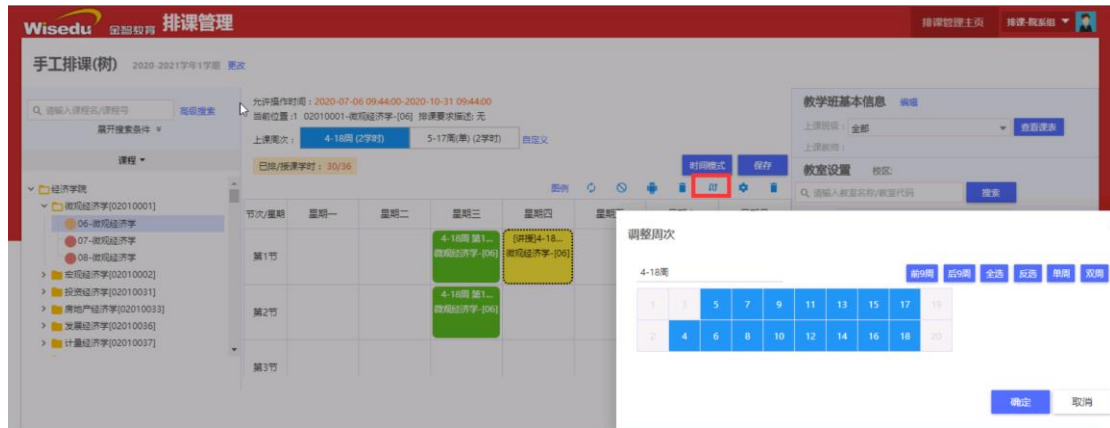 Wisedu 金智教育 排课管理
排课管理主页 排课-院系组
手工排课(树) 2020-2021学年1学期 更改
请输入课程名/课程号 高级搜索
展开搜索条件
课程
经济学院
微观经济学[02010001]
06-微观经济学
07-微观经济学
08-微观经济学
宏观经济学[02010002]
投资经济学[02010031]
房地产经济学[02010033]
发展经济学[02010036]
计量经济学[02010037]
允许操作时间：2020-07-06 09:44:00-2020-10-31 09:44:00
当前位置:1 02010001-微观经济学-[06] 排课要求描述: 无
上课周次： 4-18周 (2学时) 5-17周(单) (2学时) 自定义
已排/授课学时：30/36
时间模式 保存
图例
节次/星期 星期一 星期二 星期三 星期四
第1节
4-18周 第1...
微观经济学-[06]
[讲授]4-18...
微观经济学-[06]
第2节
4-18周 第1...
微观经济学-[06]
第3节
教学班基本信息 编辑
上课班级： 全部 查看课表
上课教师：
教室设置 校区:
请输入教室名称/教室代码 搜索
调整周次
4-18周 前9周 后9周 全选 反选 单周 双周
1 3 5 7 9 11 13 15 17 19
2 4 6 8 10 12 14 16 18 20
确定 取消